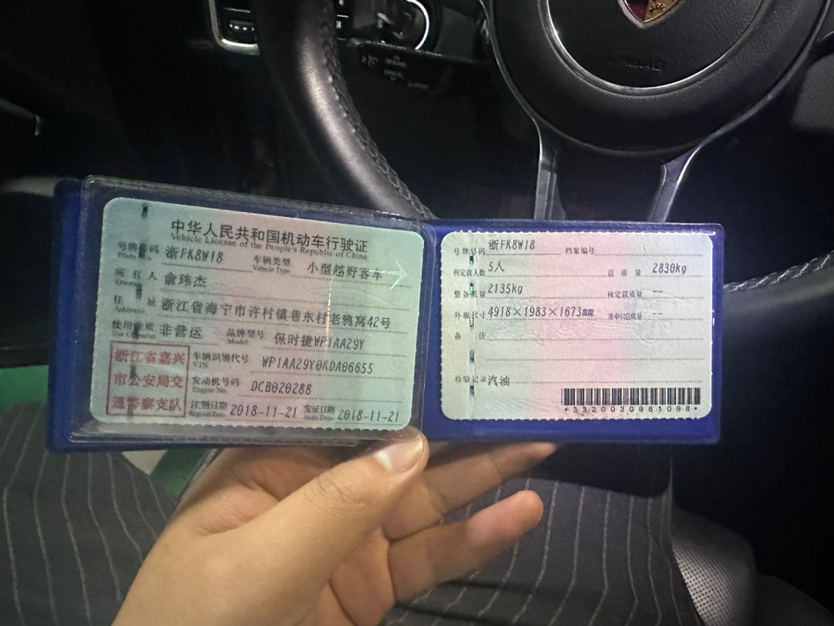 中华人民共和国机动车行驶证
Vehicle License of the People's Republic of China
号牌号码 浙FK8W18 车辆类型 小型越野客车
Plate No. Vehicle Type
所有人 俞玮杰
Owner
住址 浙江省海宁市许村镇巷东村老鸦窝42号
使用性质 非营运 品牌型号 保时捷WP1AA29Y
Use Character Model
浙江省嘉兴
市公安局交
通警察支队
车辆识别代号 WP1AA29Y0KDA06655
VIN
发动机号码 DCB020288
Engine No.
注册日期 2018-11-21 发证日期 2018-11-21
Register Date Issue Date
号牌号码 浙FK8W18 档案编号
核定载人数 5人 总质量 2830kg
整备质量 2135kg 核定载质量 --
外廓尺寸 4918×1983×1673mm 准牵引总质量 --
备注
检验记录 汽油
*3320030981098*